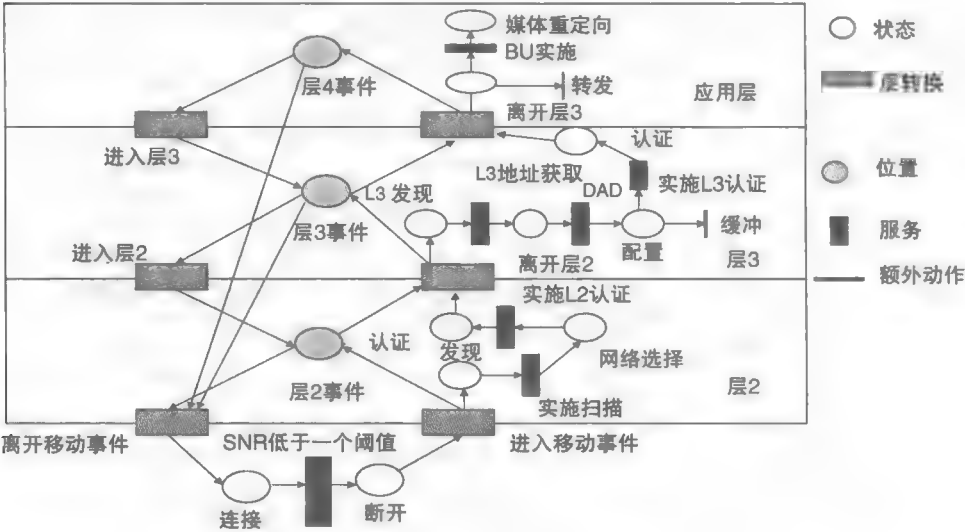 媒体重定向
BU实施
层4事件
转发
离开层3
应用层
进入层3
认证
L3地址获取
DAD
实施L3认证
L3 发现
层3事件
缓冲
配置
离开层2
层3
进入层2
实施L2认证
认证
发现
网络选择
层2事件
实施扫描
层2
离开移动事件
SNR低于一个阈值
进入移动事件
连接
断开
状态
层转换
位置
服务
额外动作